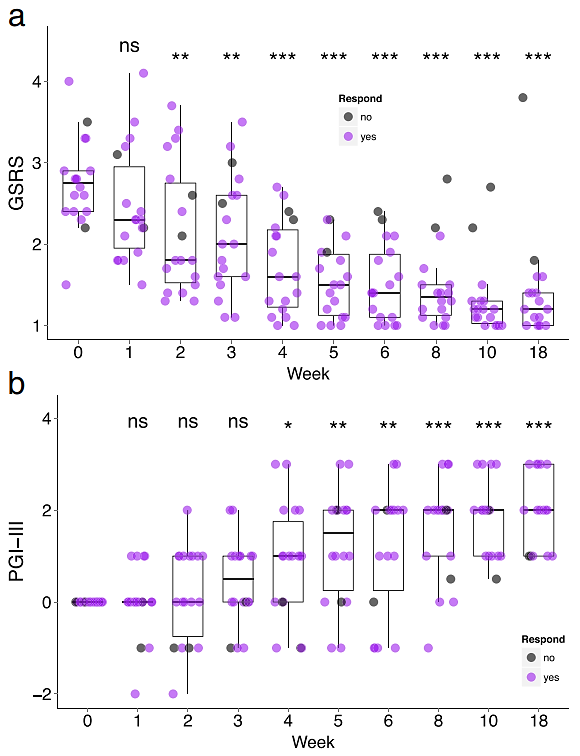 a
ns ** ** *** *** *** *** *** ***
4
3
2
1
GSRS
Respond
no
yes
0 1 2 3 4 5 6 8 10 18
Week
b
ns ns ns * ** ** *** *** ***
4
2
0
−2
PGI−III
Respond
no
yes
0 1 2 3 4 5 6 8 10 18
Week